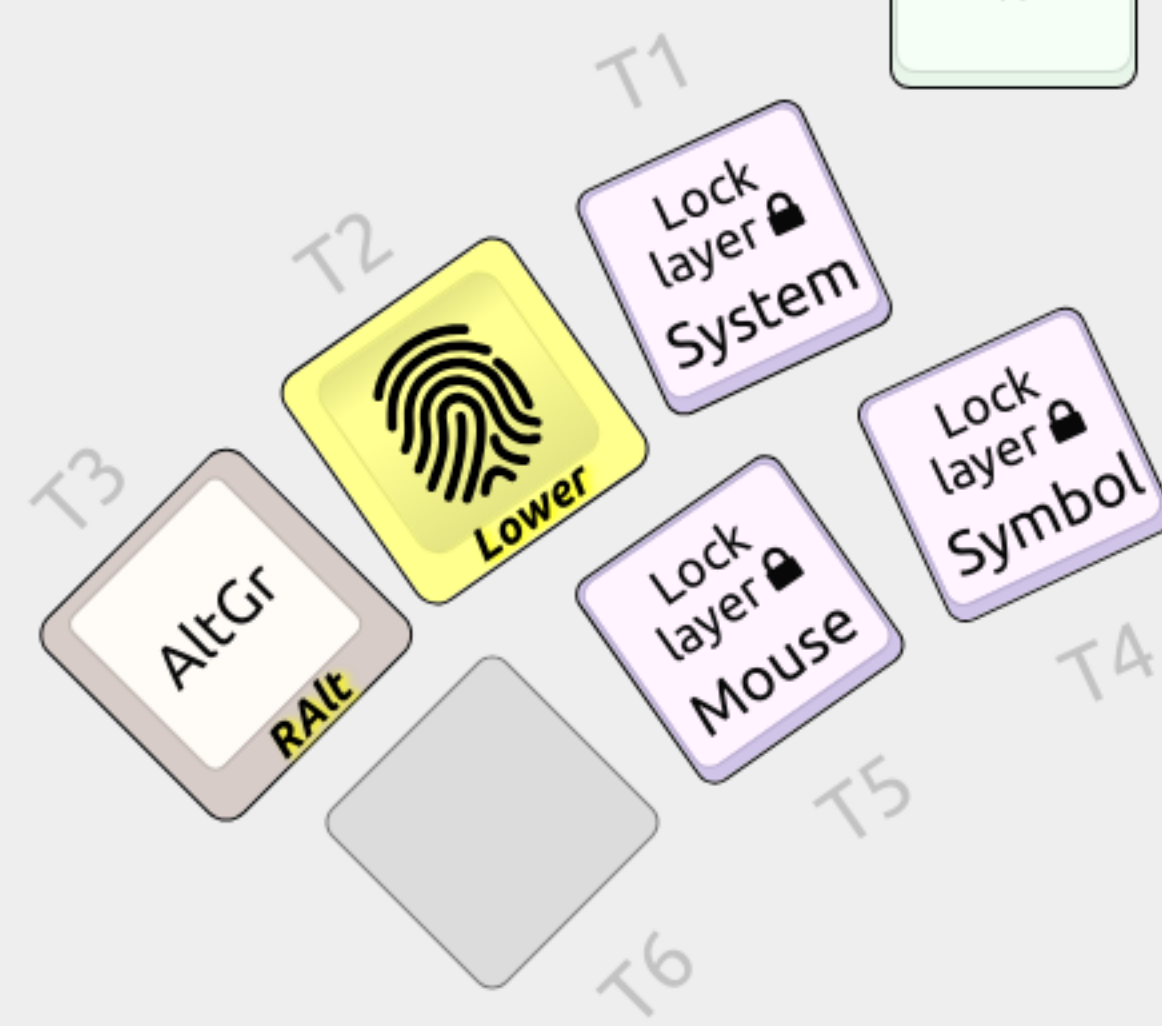 T1
Lock
layer
System
T2
Lower
T3
AltGr
RAlt
Lock
layer
Symbol
T4
Lock
layer
Mouse
T5
T6